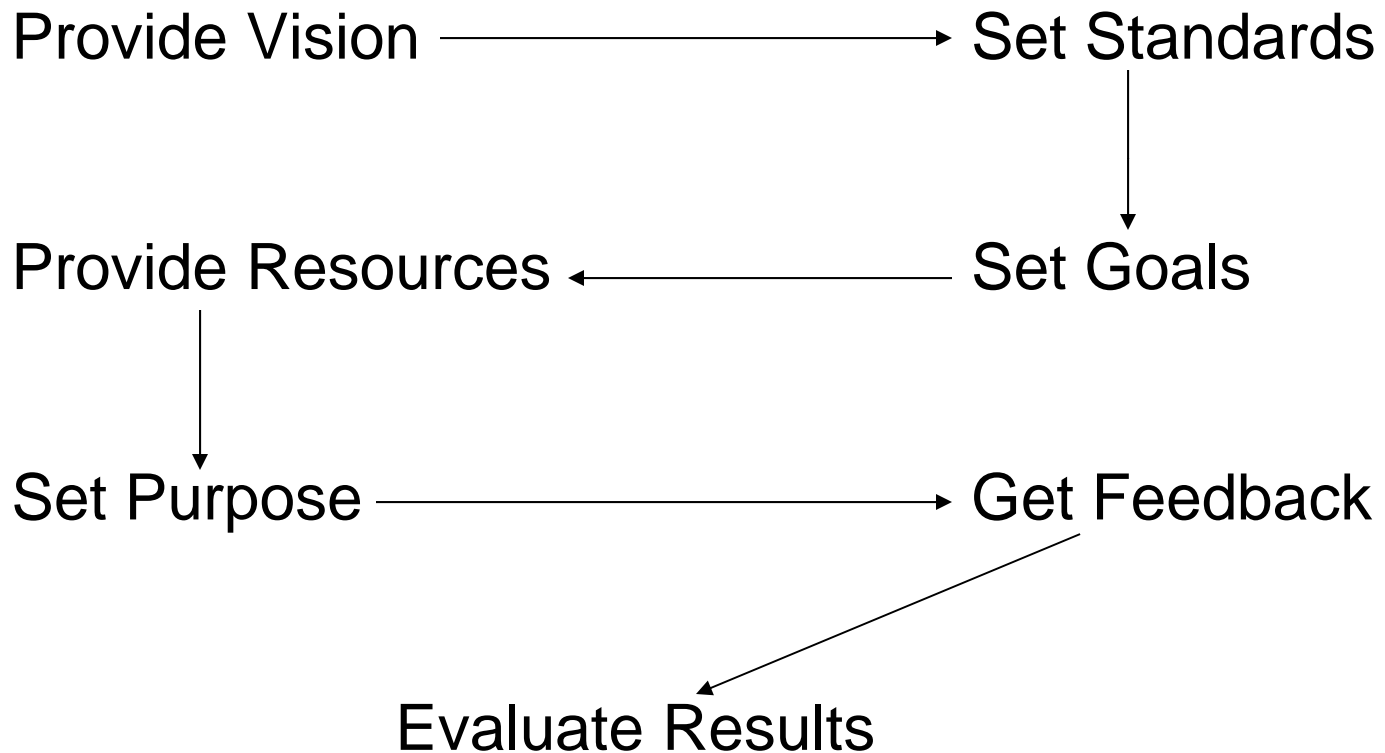 Provide Vision
Set Standards
Provide Resources
Set Goals
Set Purpose
Get Feedback
Evaluate Results